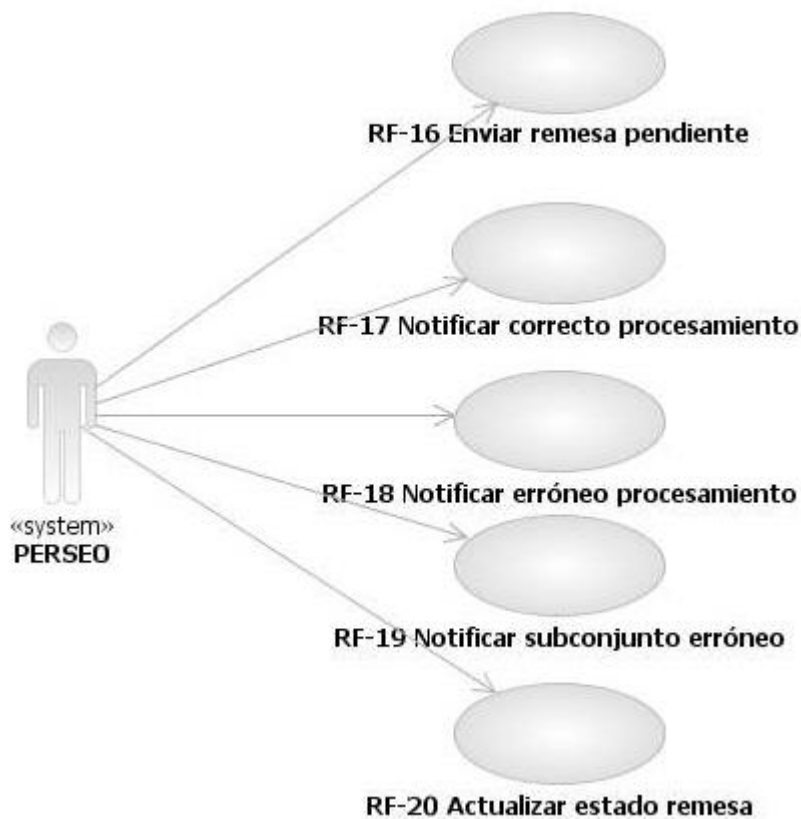 RF-16 Enviar remesa pendiente
RF-17 Notificar correcto procesamiento
RF-18 Notificar erróneo procesamiento
«system»
PERSEO
RF-19 Notificar subconjunto erróneo
RF-20 Actualizar estado remesa